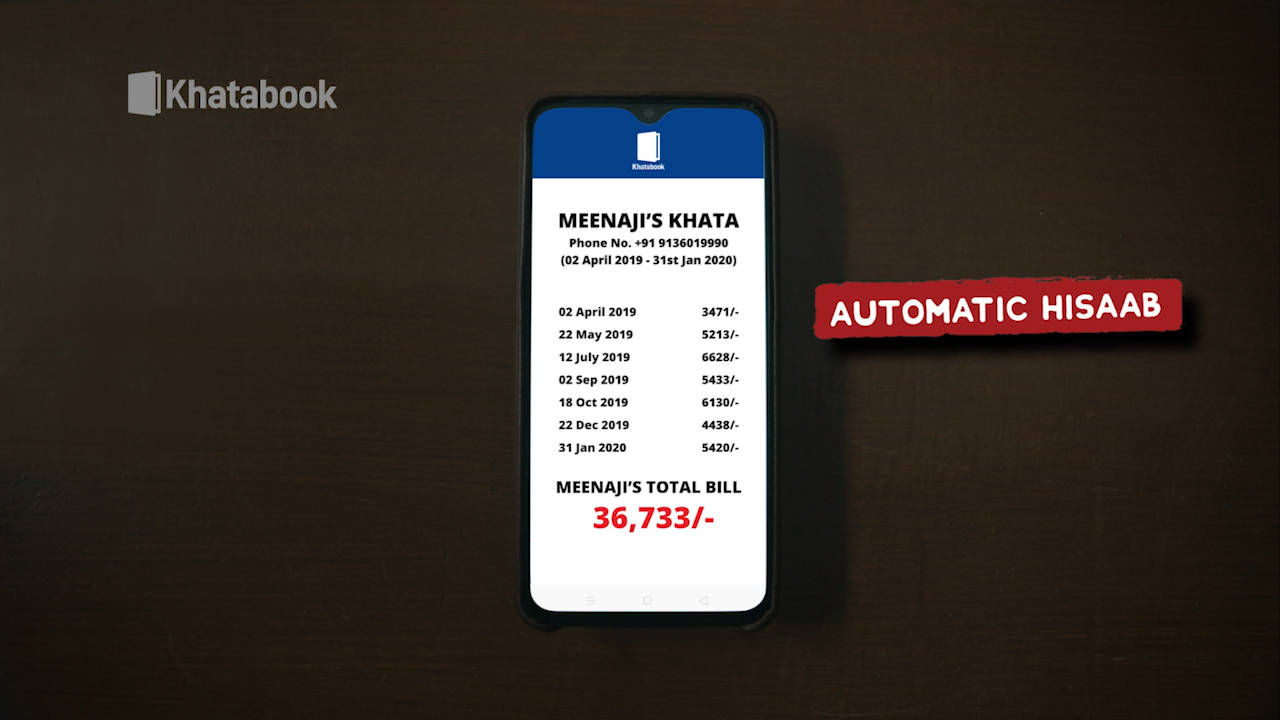 Khatabook
Khatabook
MEENAJI'S KHATA
Phone No. +91 9136019990
(02 April 2019 - 31st Jan 2020)
02 April 2019 3471/-
22 May 2019 5213/-
12 July 2019 6628/-
02 Sep 2019 5433/-
18 Oct 2019 6130/-
22 Dec 2019 4438/-
31 Jan 2020 5420/-
MEENAJI'S TOTAL BILL
36,733/-
AUTOMATIC HISAAB